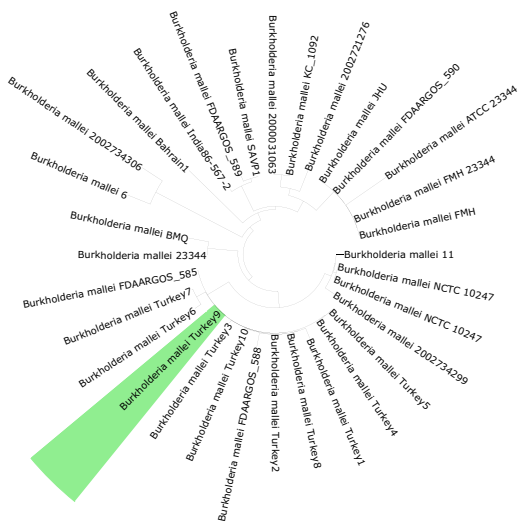 Burkholderia mallei 11
Burkholderia mallei FMH
Burkholderia mallei FMH 23344
Burkholderia mallei ATCC 23344
Burkholderia mallei FDAARGOS_590
Burkholderia mallei JHU
Burkholderia mallei 2002721276
Burkholderia mallei KC_1092
Burkholderia mallei 2000031063
Burkholderia mallei SAVP1
Burkholderia mallei FDAARGOS_589
Burkholderia mallei India86-567-2
Burkholderia mallei Bahrain1
Burkholderia mallei 2002734306
Burkholderia mallei 6
Burkholderia mallei BMQ
Burkholderia mallei 23344
Burkholderia mallei FDAARGOS_585
Burkholderia mallei Turkey7
Burkholderia mallei Turkey6
Burkholderia mallei Turkey9
Burkholderia mallei Turkey3
Burkholderia mallei Turkey10
Burkholderia mallei FDAARGOS_588
Burkholderia mallei Turkey2
Burkholderia mallei Turkey8
Burkholderia mallei Turkey1
Burkholderia mallei Turkey4
Burkholderia mallei Turkey5
Burkholderia mallei 2002734299
Burkholderia mallei NCTC 10247
Burkholderia mallei NCTC 10247